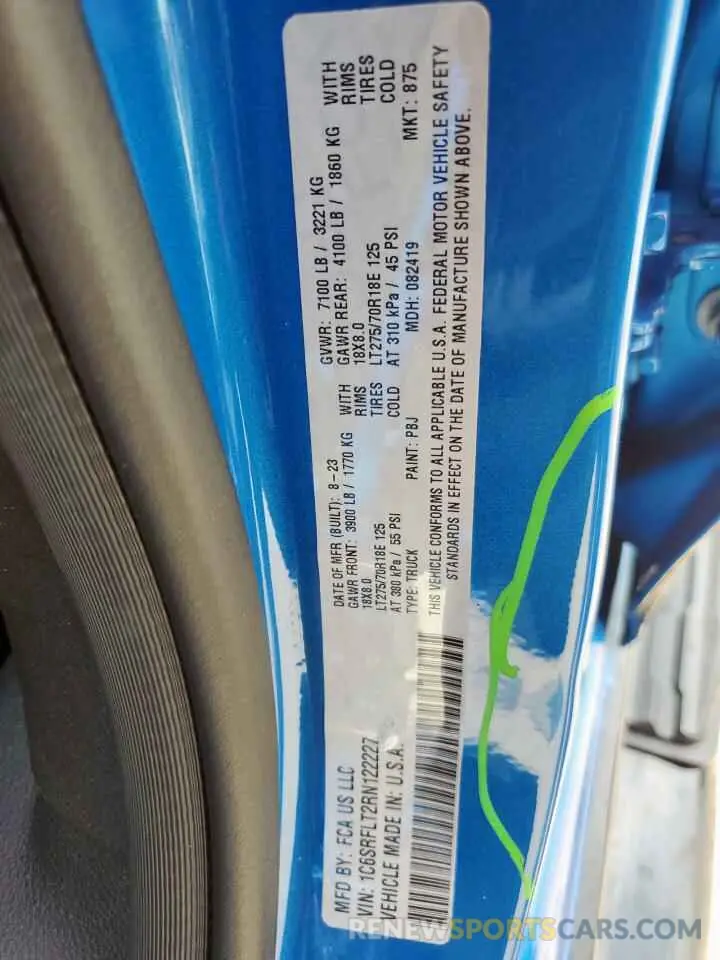 MFD BY: FCA US LLC
DATE OF MFR (BUILT): 8-23
GVWR: 7100 LB / 3221 KG
GAWR FRONT: 3900 LB / 1770 KG WITH
18X8.0 RIMS
LT275/70R18E 125 TIRES
AT 380 kPa / 55 PSI COLD
GAWR REAR: 4100 LB / 1860 KG WITH
18X8.0 RIMS
LT275/70R18E 125 TIRES
AT 310 kPa / 45 PSI COLD
VIN: 1C6SRFLT2RN122227
TYPE: TRUCK PAINT: PBJ MDH: 082419 MKT: 875
VEHICLE MADE IN: U.S.A.
THIS VEHICLE CONFORMS TO ALL APPLICABLE U.S.A. FEDERAL MOTOR VEHICLE SAFETY
STANDARDS IN EFFECT ON THE DATE OF MANUFACTURE SHOWN ABOVE.
RENEWSPORTSCARS.COM